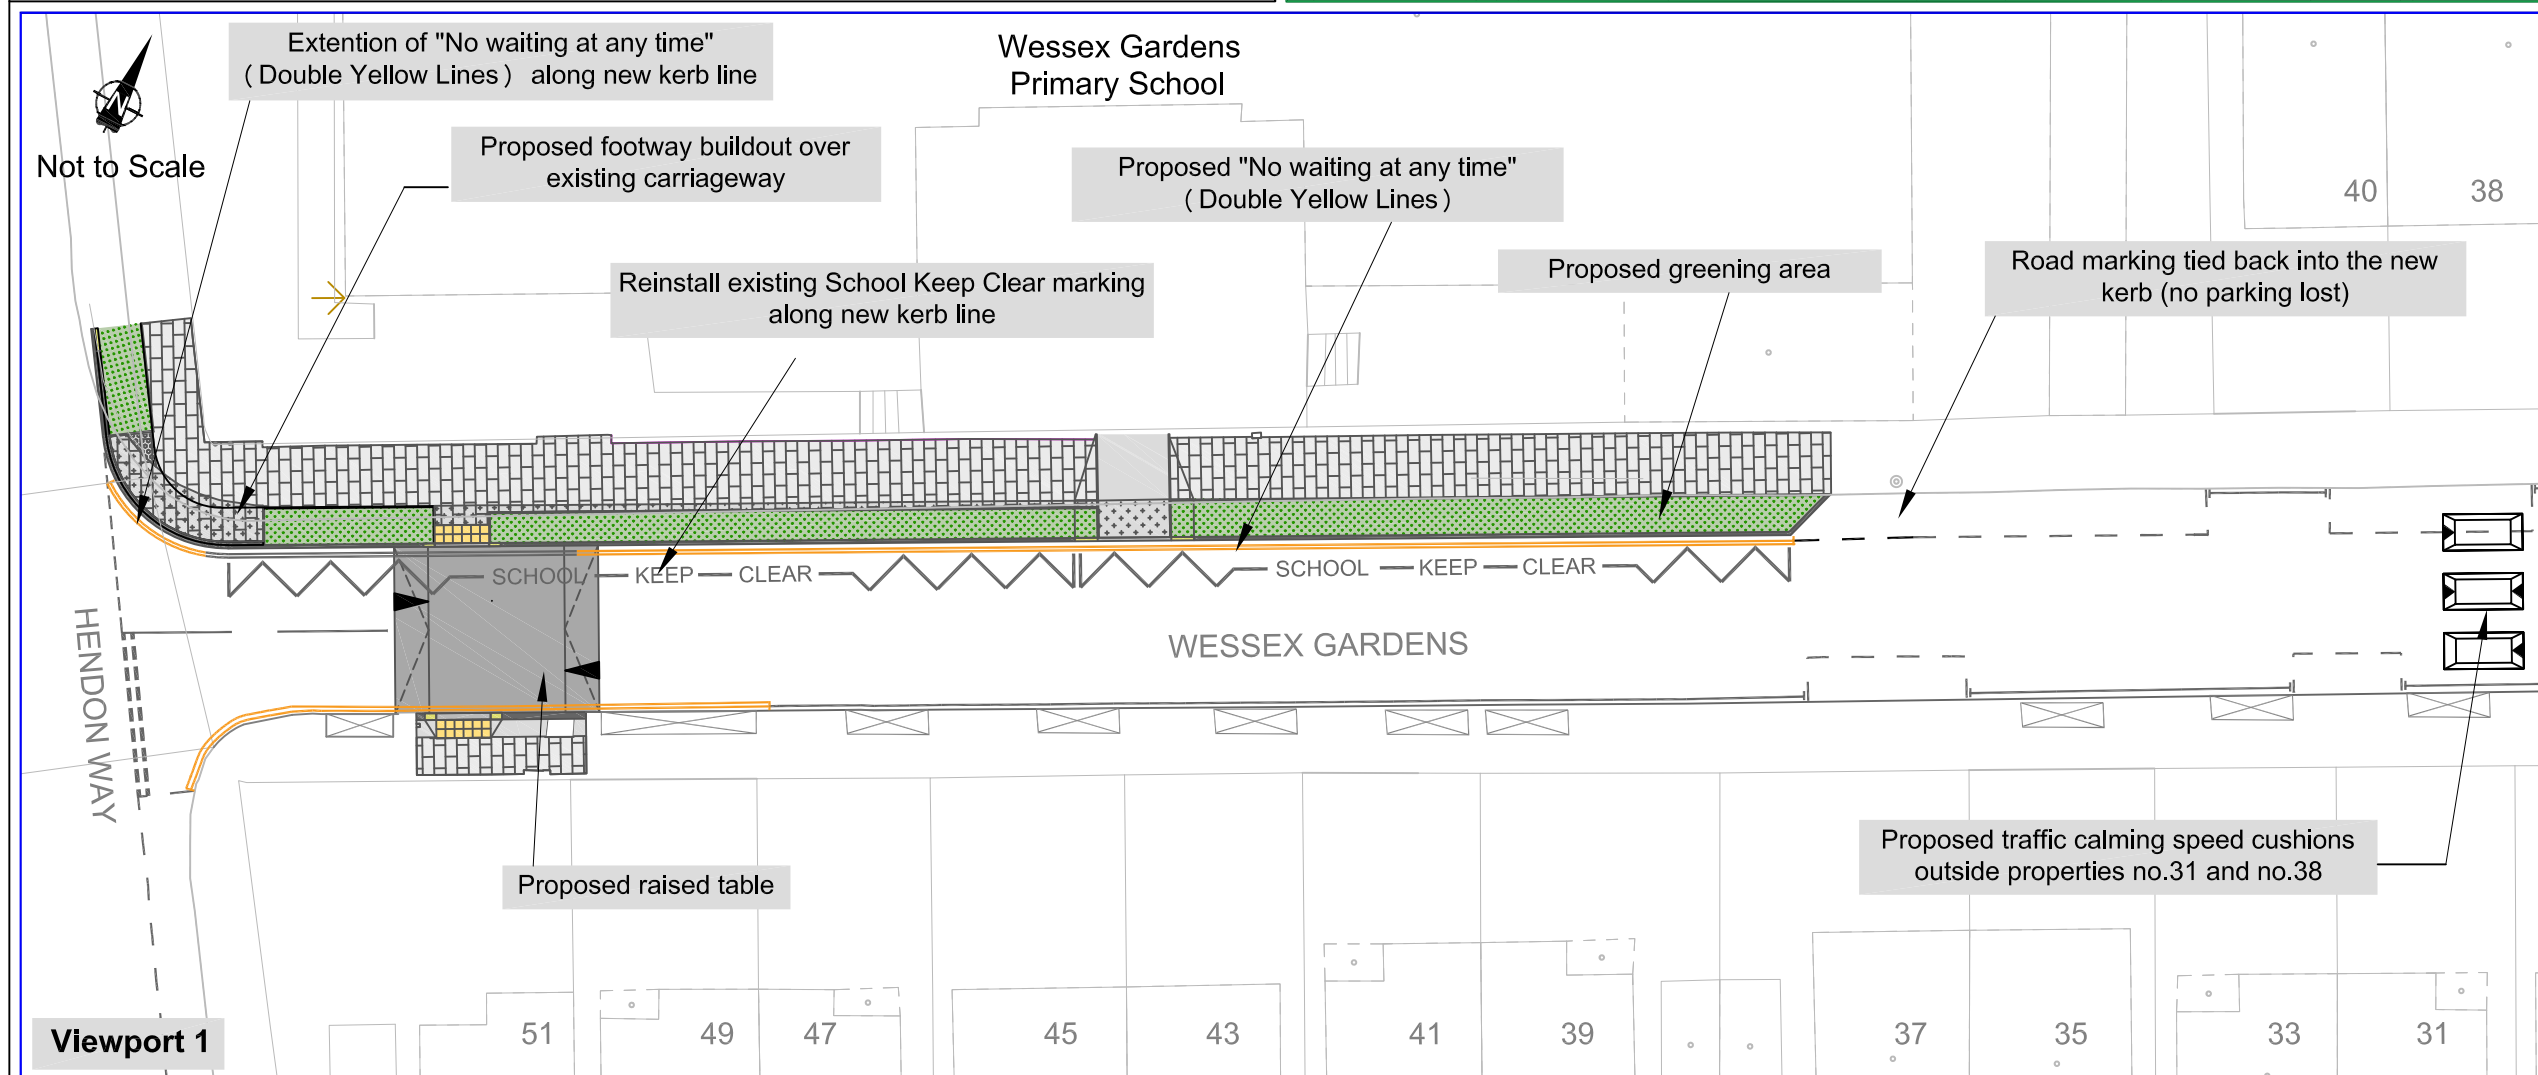 Extention of "No waiting at any time"
(Double Yellow Lines) along new kerb line
Wessex Gardens
Primary School
N
Not to Scale
Proposed footway buildout over
existing carriageway
Proposed "No waiting at any time"
(Double Yellow Lines)
40 38
Reinstall existing School Keep Clear marking
along new kerb line
Proposed greening area
Road marking tied back into the new
kerb (no parking lost)
SCHOOL KEEP CLEAR
SCHOOL KEEP CLEAR
WESSEX GARDENS
HENDON WAY
Proposed raised table
Proposed traffic calming speed cushions
outside properties no.31 and no.38
Viewport 1
51 49 47 45 43 41 39 37 35 33 31